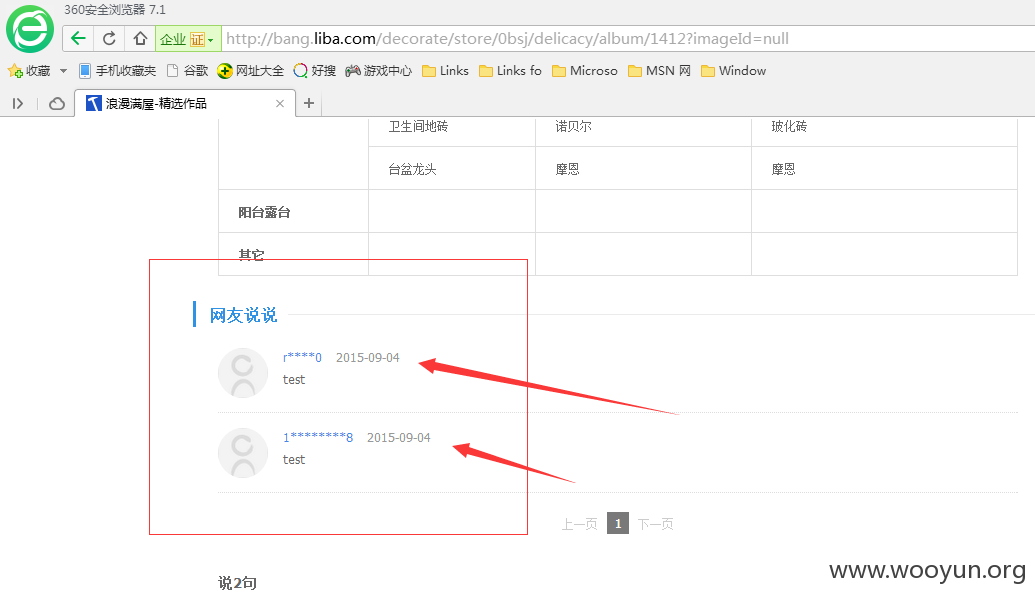 360安全浏览器 7.1
企业 证 http://bang.liba.com/decorate/store/0bsj/delicacy/album/1412?imageId=null
收藏 手机收藏夹 谷歌 网址大全 好搜 游戏中心 Links Links fo Microso MSN 网 Window
浪漫满屋-精选作品
卫生间地砖 诺贝尔 玻化砖
台盆龙头 摩恩 摩恩
阳台露台
其它
网友说说
r****0 2015-09-04
test
1********8 2015-09-04
test
上一页 1 下一页
说2句
www.wooyun.org